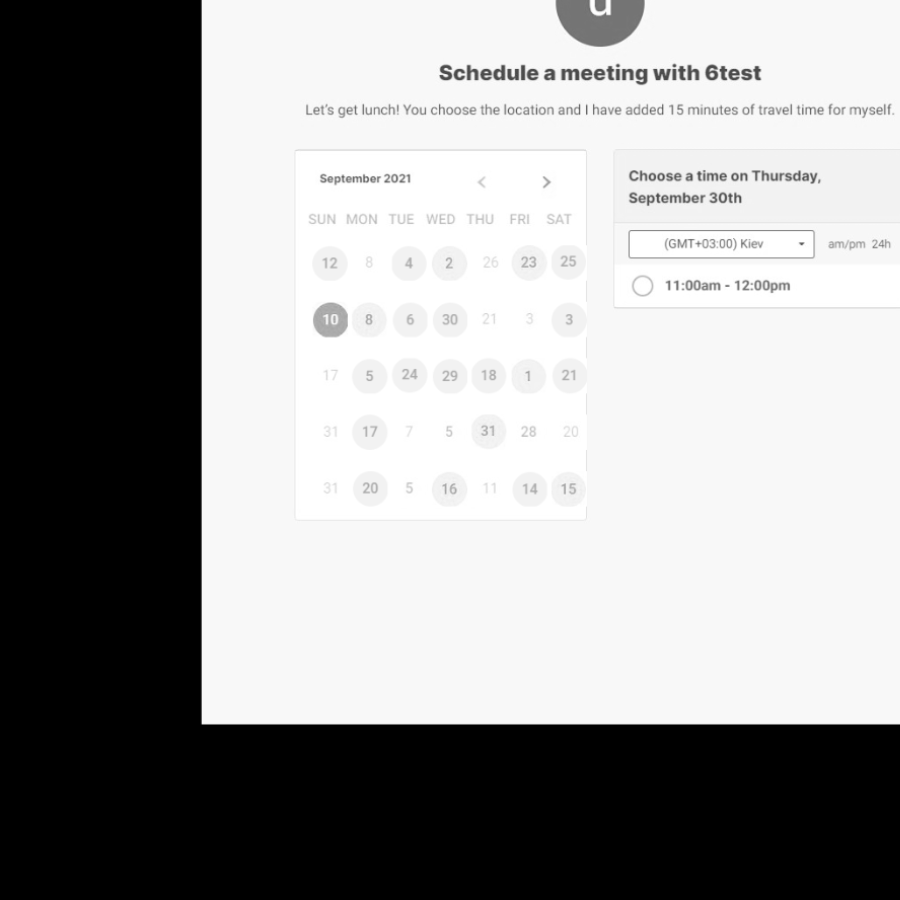 u
Schedule a meeting with 6test
Let's get lunch! You choose the location and I have added 15 minutes of travel time for myself.
September 2021
SUN MON TUE WED THU FRI SAT
12 8 4 2 26 23 25
10 8 6 30 21 3 3
17 5 24 29 18 1 21
31 17 7 5 31 28 20
31 20 5 16 11 14 15
Choose a time on Thursday,
September 30th
(GMT+03:00) Kiev am/pm 24h
11:00am - 12:00pm